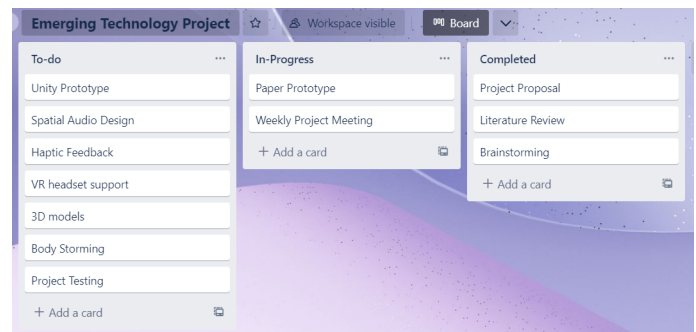 Emerging Technology Project
Workspace visible
Board
To-do
Unity Prototype
Spatial Audio Design
Haptic Feedback
VR headset support
3D models
Body Storming
Project Testing
+ Add a card
In-Progress
Paper Prototype
Weekly Project Meeting
+ Add a card
Completed
Project Proposal
Literature Review
Brainstorming
+ Add a card